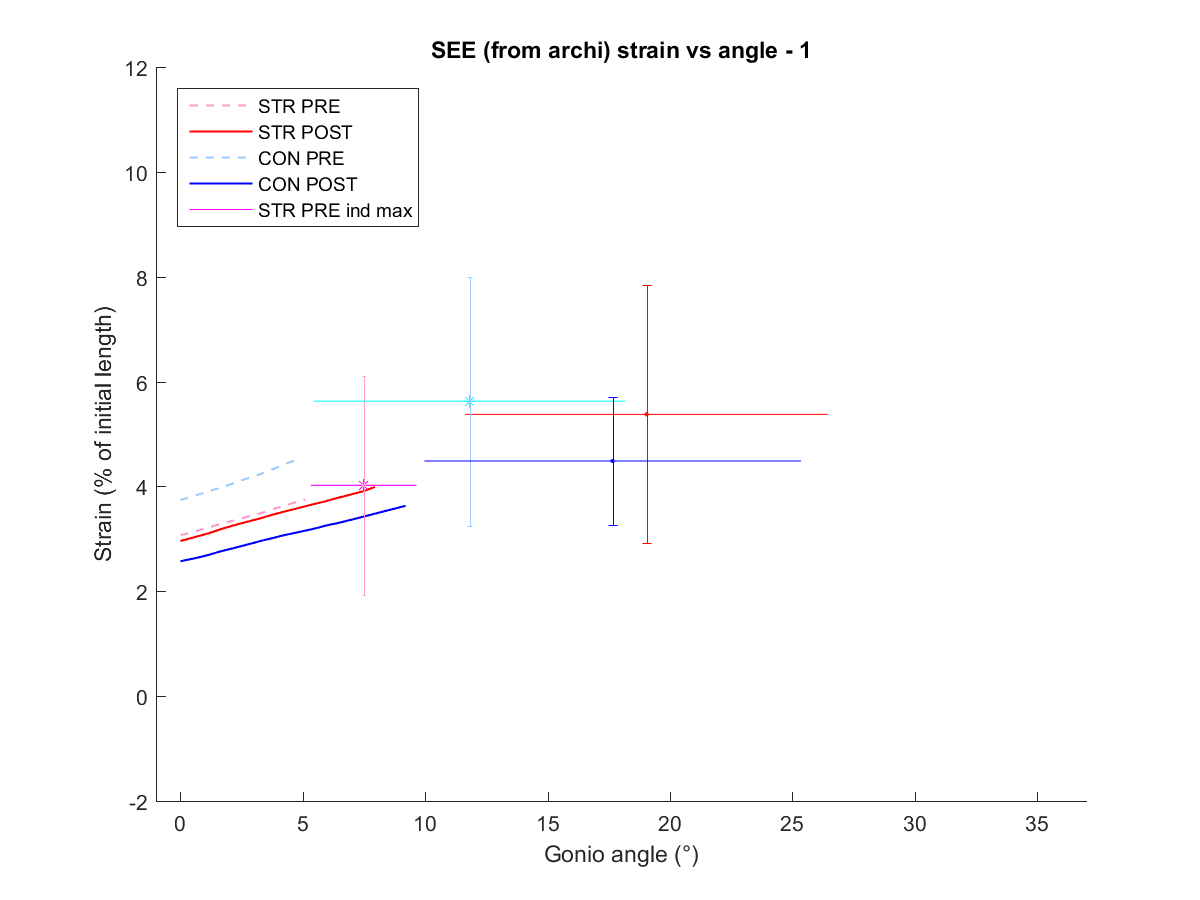 SEE (from archi) strain vs angle - 1
12
10
8
6
4
2
0
-2
Strain (% of initial length)
STR PRE
STR POST
CON PRE
CON POST
STR PRE ind max
0 5 10 15 20 25 30 35
Gonio angle (°)